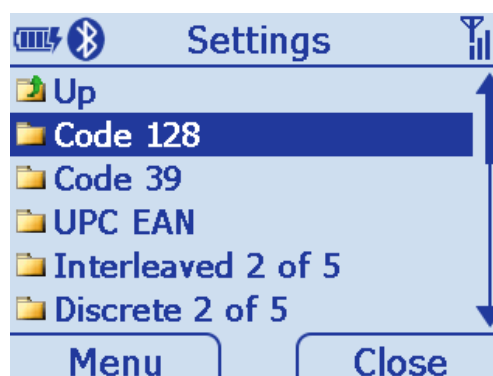 Settings
Up
Code 128
Code 39
UPC EAN
Interleaved 2 of 5
Discrete 2 of 5
Menu
Close